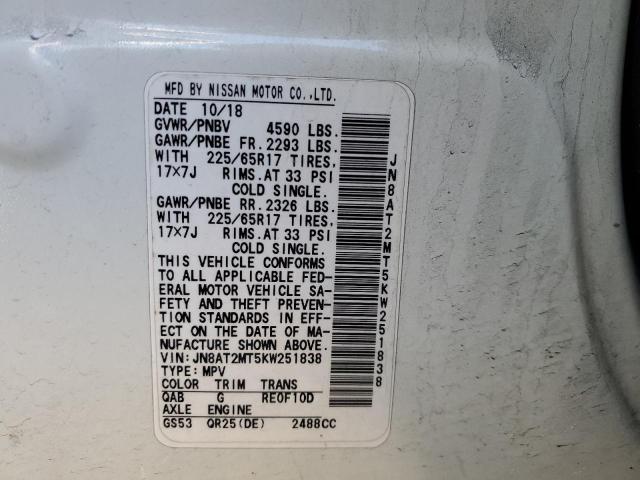 MFD BY NISSAN MOTOR CO.,LTD.
DATE 10/18
GVWR/PNBV 4590 LBS.
GAWR/PNBE FR. 2293 LBS.
WITH 225/65R17 TIRES,
17×7J RIMS.AT 33 PSI
COLD SINGLE.
GAWR/PNBE RR. 2326 LBS.
WITH 225/65R17 TIRES,
17×7J RIMS.AT 33 PSI
COLD SINGLE.
THIS VEHICLE CONFORMS
TO ALL APPLICABLE FED-
ERAL MOTOR VEHICLE SA-
FETY AND THEFT PREVEN-
TION STANDARDS IN EFF-
ECT ON THE DATE OF MA-
NUFACTURE SHOWN ABOVE.
VIN: JN8AT2MT5KW251838
TYPE: MPV
COLOR TRIM TRANS
QAB G RE0F10D
AXLE ENGINE
GS53 QR25(DE) 2488CC
JN8AT2MT5KW251838